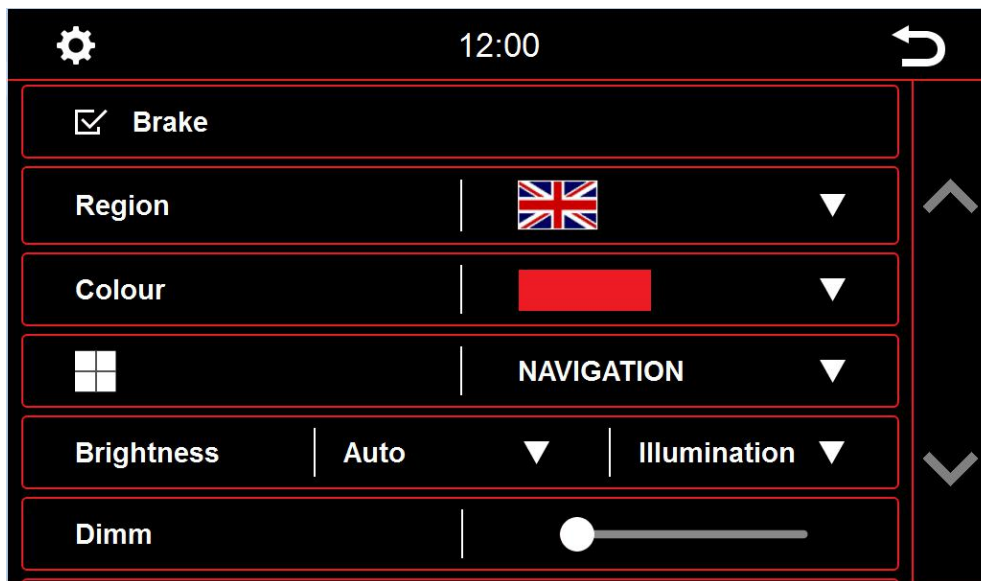 12:00
Brake
Region
Colour
NAVIGATION
Brightness Auto Illumination
Dimm